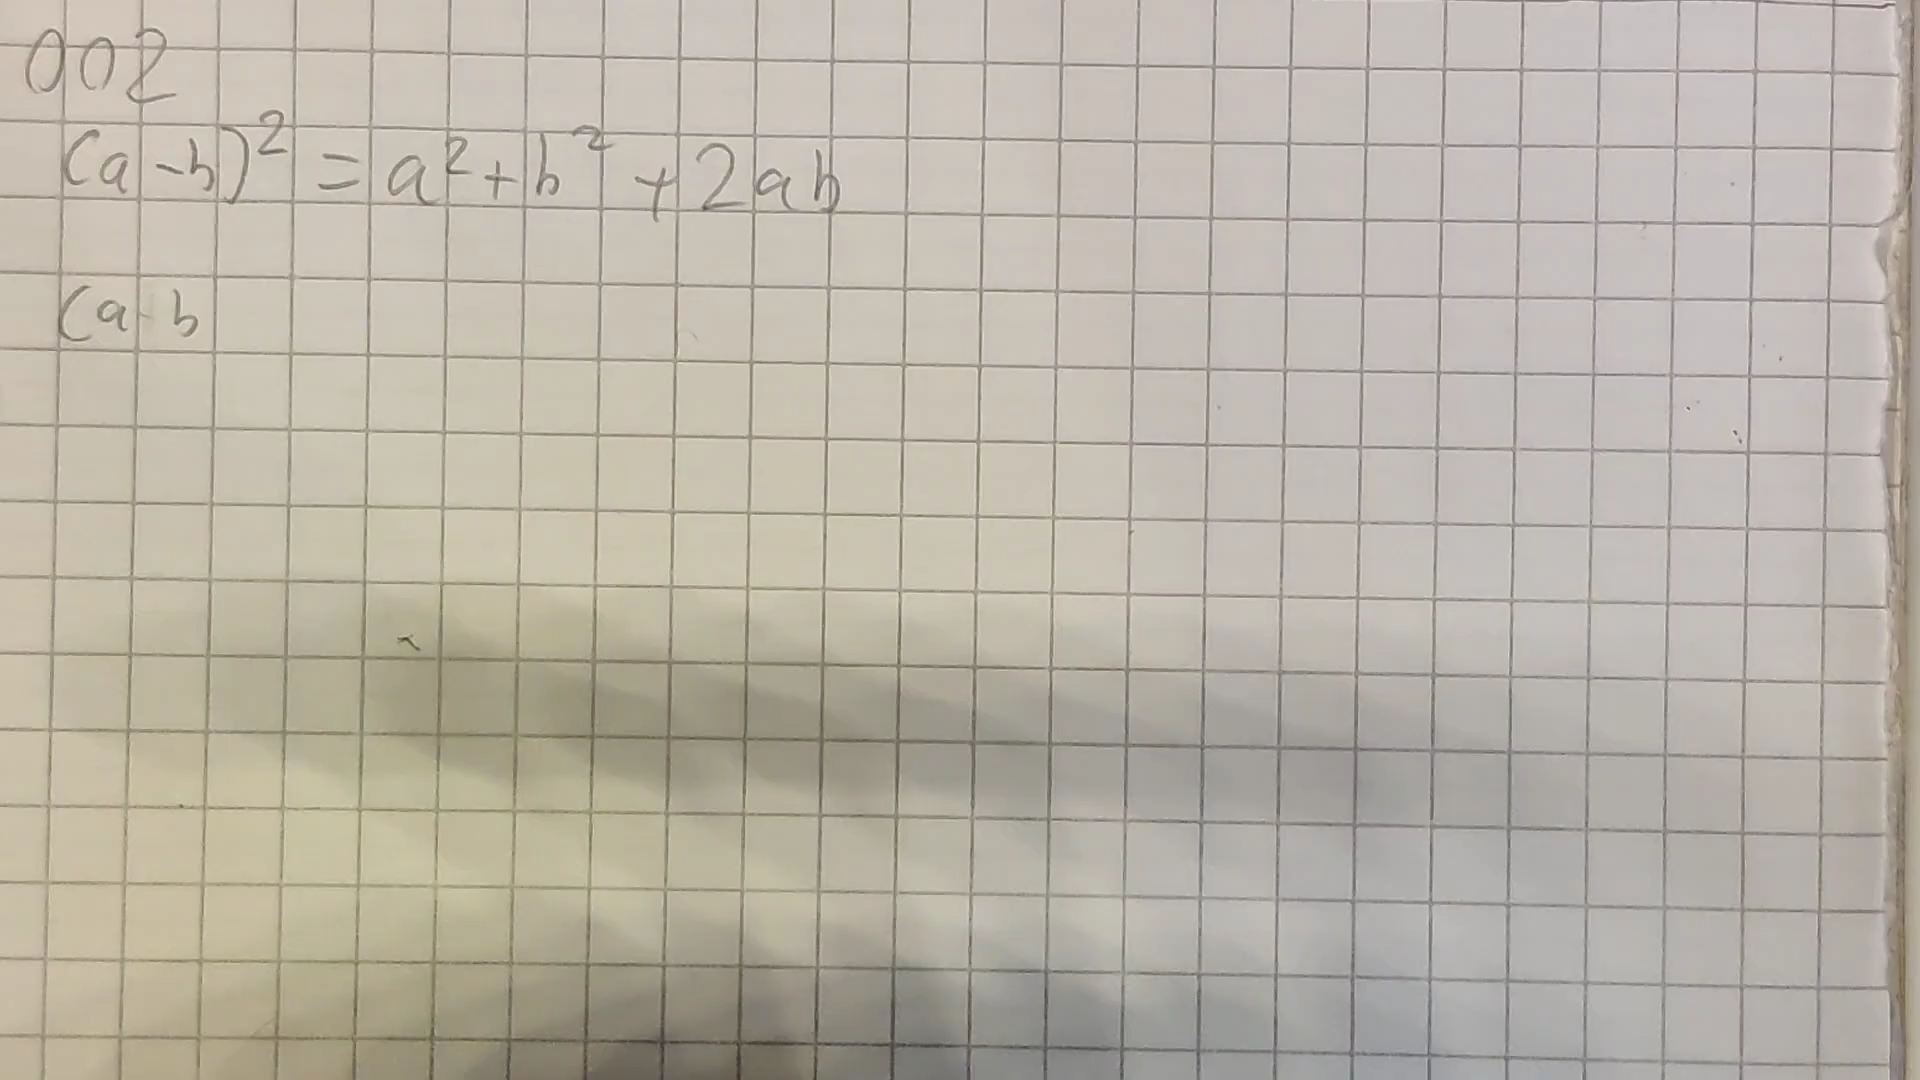 002
(a-b)² = a² + b² + 2ab
(a b